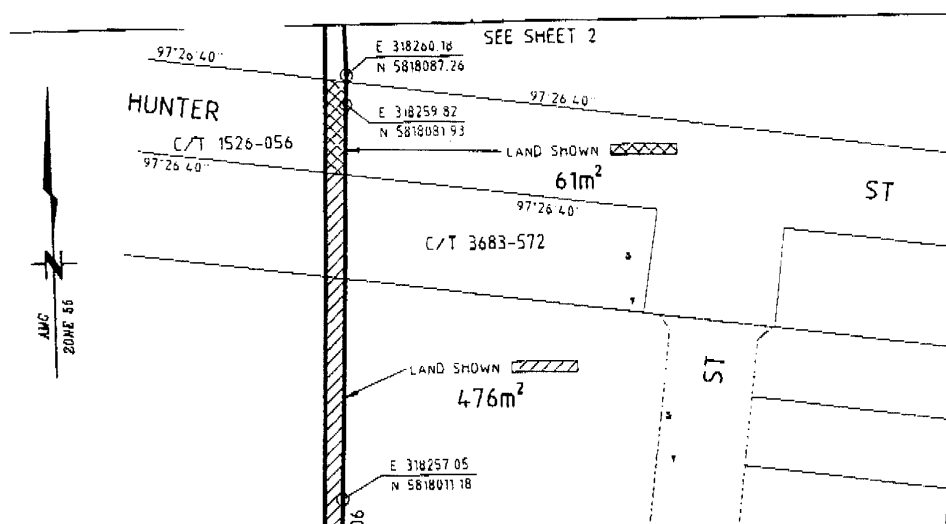 SEE SHEET 2
E 318260.18
N 5818087.26
97°26'40"
97°26'40"
HUNTER
E 318259.82
N 5818081.93
C/T 1526-056
LAND SHOWN
61m²
97°26'40"
ST
97°26'40"
C/T 3683-572
AMG
ZONE 55
LAND SHOWN
476m²
ST
E 318257.05
N 5818011.18